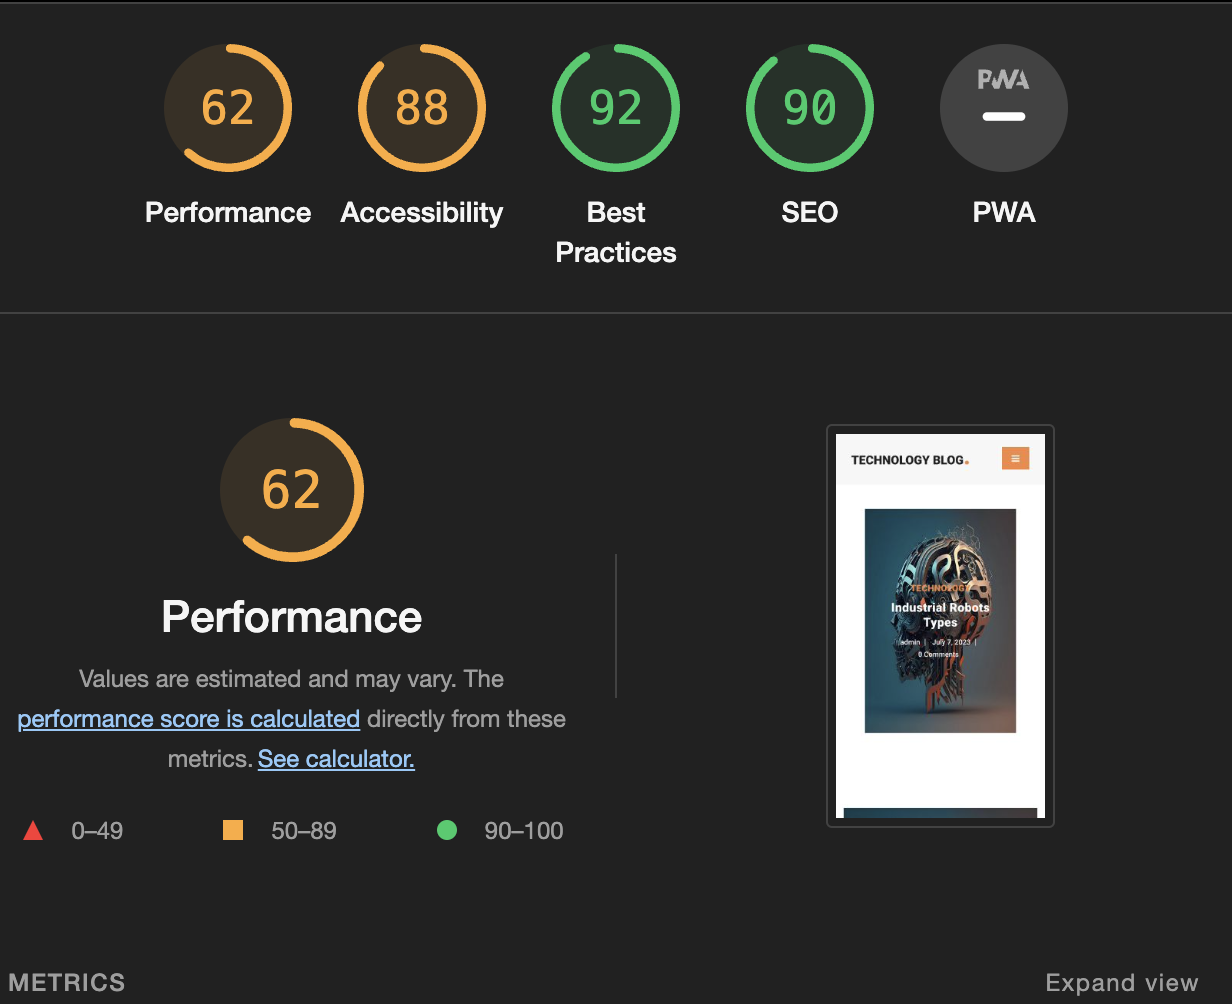 62
88
92
90
PWA
Performance
Accessibility
Best
Practices
SEO
PWA
62
Performance
Values are estimated and may vary. The
performance score is calculated directly from these
metrics. See calculator.
0–49
50–89
90–100
TECHNOLOGY BLOG.
TECHNOLOGY
Industrial Robots
Types
admin | July 7, 2023 |
0 Comments
METRICS
Expand view